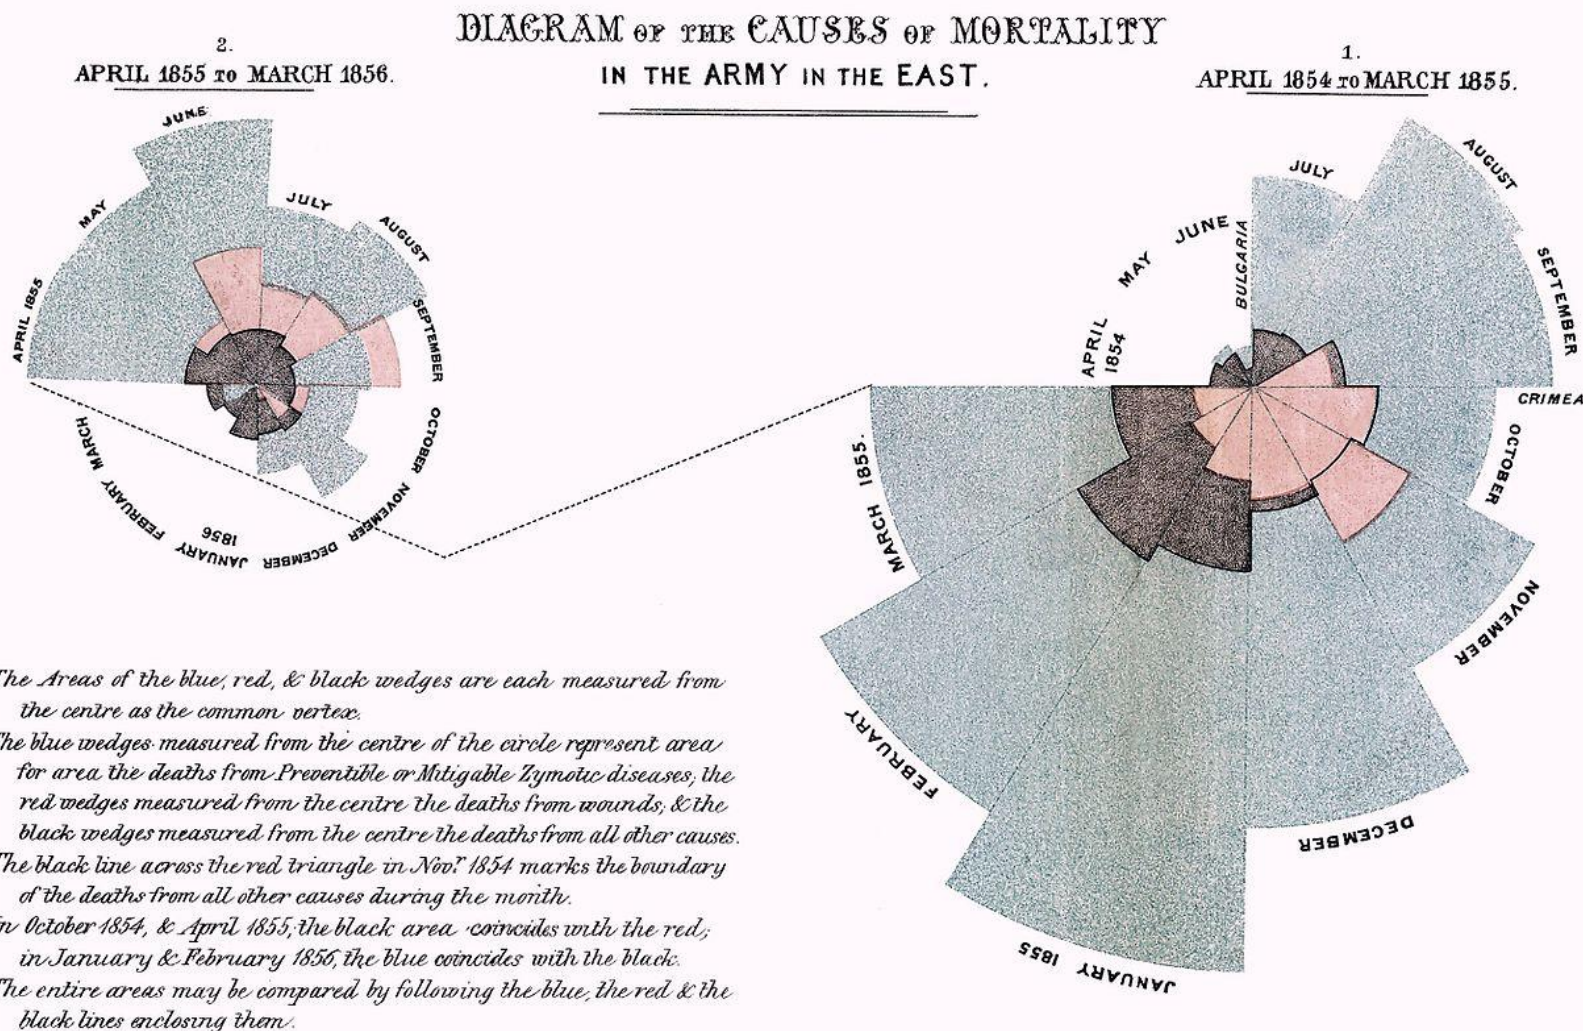 DIAGRAM OF THE CAUSES OF MORTALITY
IN THE ARMY IN THE EAST.
2.
APRIL 1855 TO MARCH 1856.
1.
APRIL 1854 TO MARCH 1855.
APRIL 1855
MAY
JUNE
JULY
AUGUST
SEPTEMBER
OCTOBER
NOVEMBER
DECEMBER
JANUARY
1856
FEBRUARY
MARCH
APRIL
1854
MAY
JUNE
BULGARIA
JULY
AUGUST
SEPTEMBER
CRIMEA
OCTOBER
NOVEMBER
DECEMBER
JANUARY 1855
FEBRUARY
MARCH 1855.
The Areas of the blue, red, & black wedges are each measured from
the centre as the common vertex.
The blue wedges measured from the centre of the circle represent area
for area the deaths from Preventible or Mitigable Zymotic diseases; the
red wedges measured from the centre the deaths from wounds; & the
black wedges measured from the centre the deaths from all other causes.
The black line across the red triangle in Nov.r 1854 marks the boundary
of the deaths from all other causes during the month.
In October 1854, & April 1855, the black area coincides with the red;
in January & February 1856, the blue coincides with the black.
The entire areas may be compared by following the blue, the red & the
black lines enclosing them.